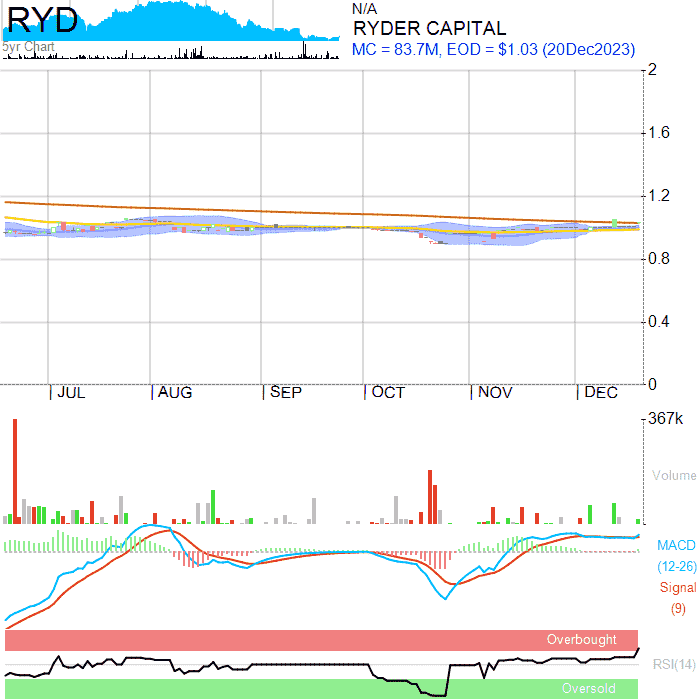 RYD
5yr Chart
N/A
RYDER CAPITAL
MC = 83.7M, EOD = $1.03 (20Dec2023)
2
1.6
1.2
0.8
0.4
0
JUL AUG SEP OCT NOV DEC
367k
Volume
MACD
(12-26)
Signal
(9)
Overbought
RSI(14)
Oversold